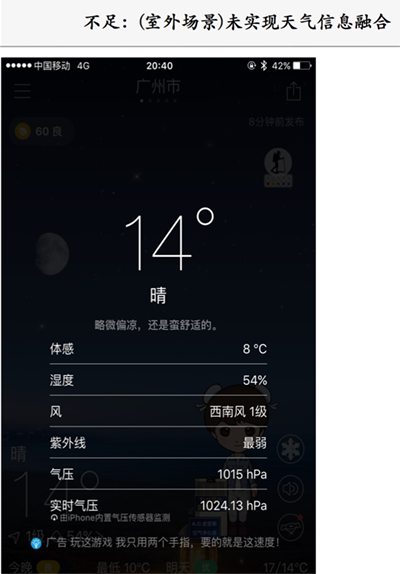 不足：(室外场景)未实现天气信息融合
中国移动 4G 20:40 42%
广州市
8分钟前发布
60 良
14°
晴
略微偏凉，还是蛮舒适的。
体感 8 °C
湿度 54%
风 西南风 1级
紫外线 最弱
晴
气压 1015 hPa
14°
实时气压 1024.13 hPa
由iPhone内置气压传感器监测
1级 54%
广告 玩这游戏 我只用两个手指，要的就是这速度！
今晚 最低 10°C 明天 17/14°C